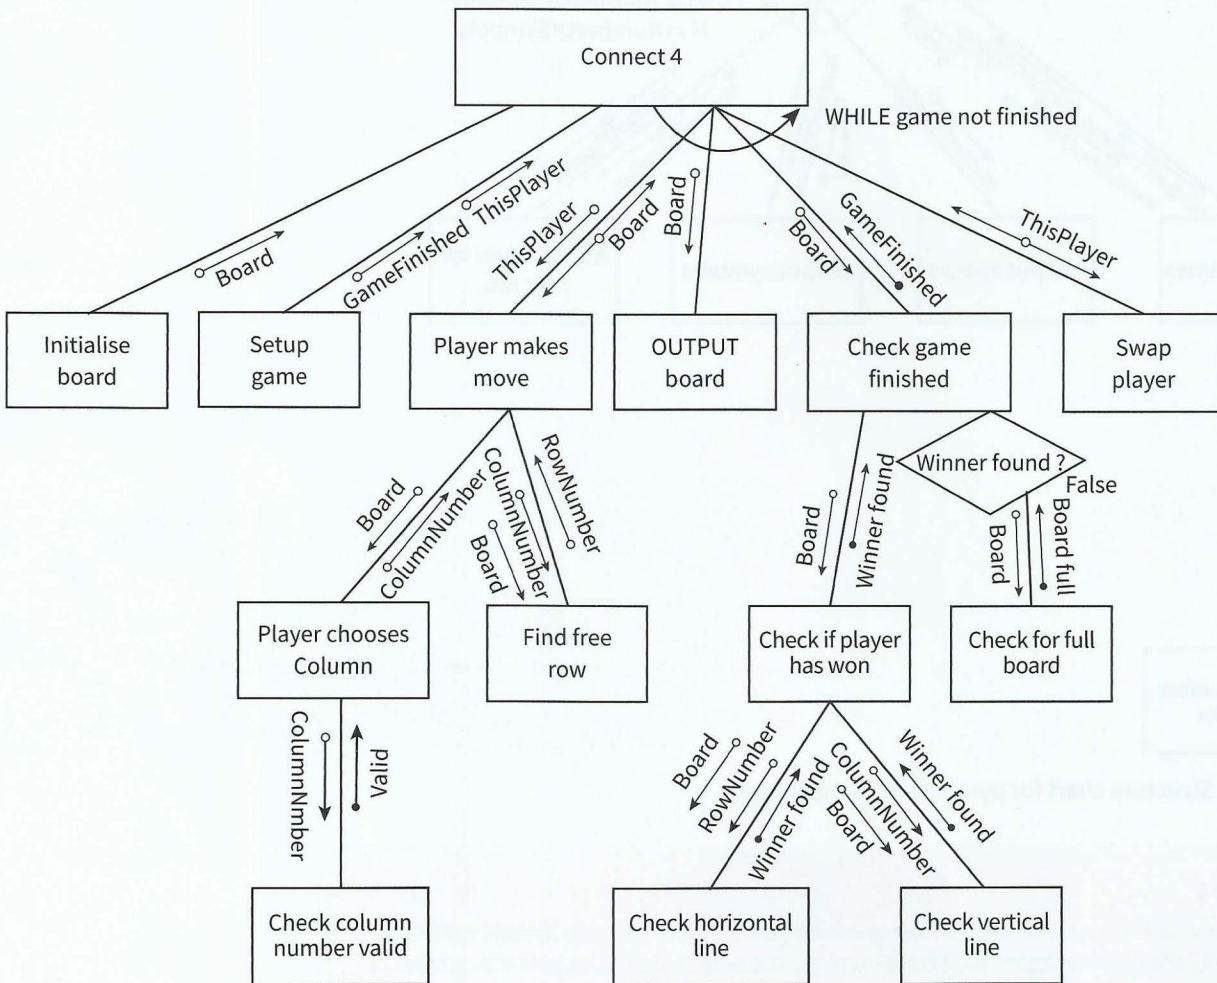 Connect 4
WHILE game not finished
Board
GameFinished
ThisPlayer
ThisPlayer
Board
Board
Board
GameFinished
ThisPlayer
Initialise
board
Setup
game
Player makes
move
OUTPUT
board
Check game
finished
Swap
player
Board
ColumnNumber
ColumnNumber
Board
RowNumber
Board
Winner found
Winner found ?
False
Board
Board full
Player chooses
Column
Find free
row
Check if player
has won
Check for full
board
ColumnNmber
Valid
Board
RowNumber
Winner found
ColumnNumber
Board
Winner found
Check column
number valid
Check horizontal
line
Check vertical
line